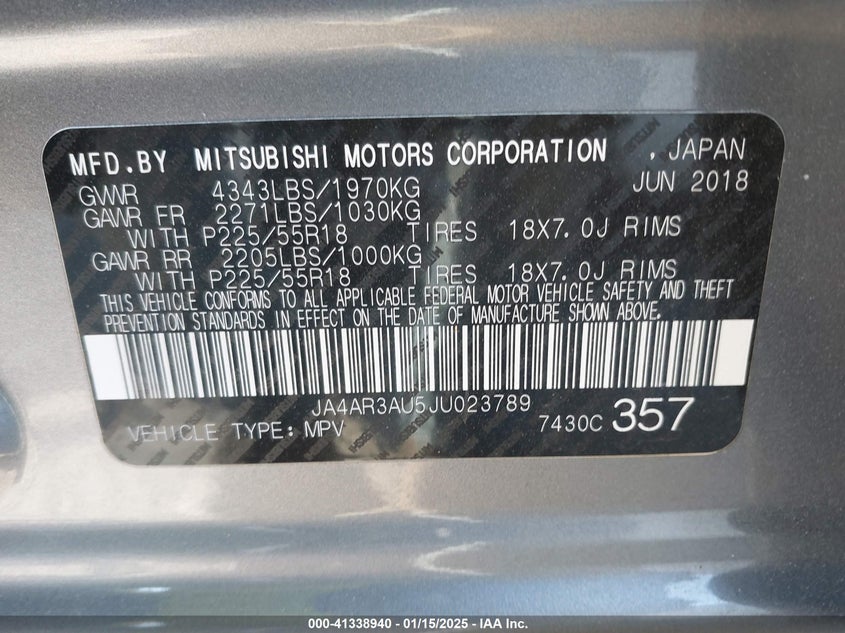 MFD.BY MITSUBISHI MOTORS CORPORATION , JAPAN
GVWR 4343LBS/1970KG JUN 2018
GAWR FR 2271LBS/1030KG
WITH P225/55R18 TIRES 18X7.0J RIMS
GAWR RR 2205LBS/1000KG
WITH P225/55R18 TIRES 18X7.0J RIMS
THIS VEHICLE CONFORMS TO ALL APPLICABLE FEDERAL MOTOR VEHICLE SAFETY AND THEFT
PREVENTION STANDARDS IN EFFECT ON THE DATE OF MANUFACTURE SHOWN ABOVE.
JA4AR3AU5JU023789
VEHICLE TYPE: MPV 7430C 357
000-41338940 - 01/15/2025 - IAA Inc.